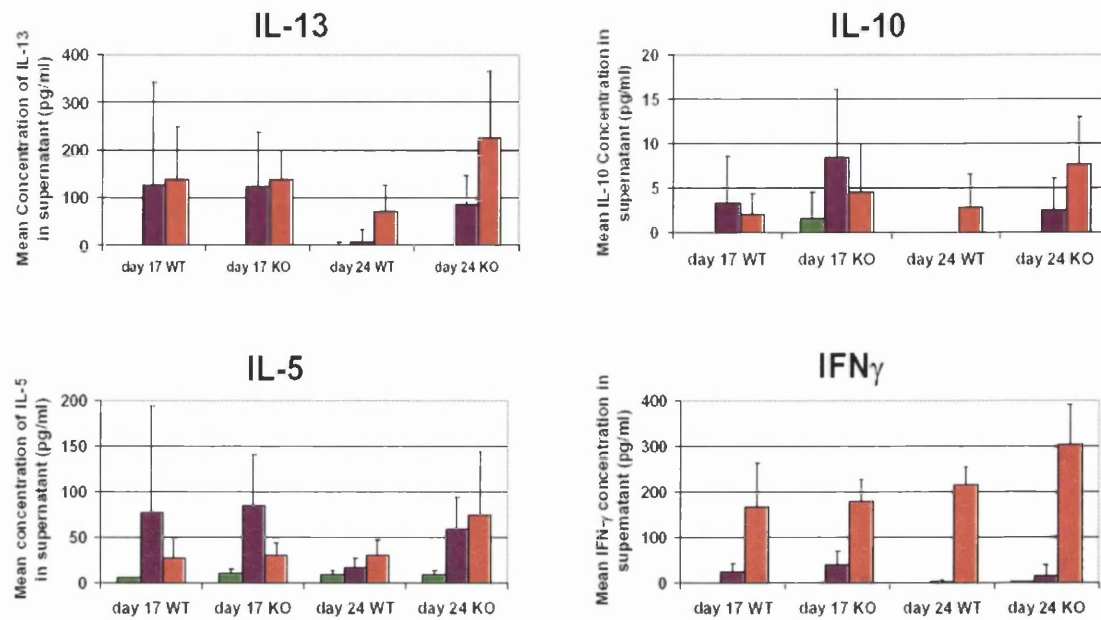 IL-13
Mean Concentration of IL-13
in supernatant (pg/ml)
400
300
200
100
0
day 17 WT day 17 KO day 24 WT day 24 KO
IL-10
Mean IL-10 Concentration in
supernatant (pg/ml)
20
15
10
5
0
day 17 WT day 17 KO day 24 WT day 24 KO
IL-5
Mean concentration of IL-5
in supernatant (pg/ml)
200
150
100
50
0
day 17 WT day 17 KO day 24 WT day 24 KO
IFNγ
Mean IFN-γ concentration in
supernatant (pg/ml)
400
300
200
100
0
day 17 WT day 17 KO day 24 WT day 24 KO